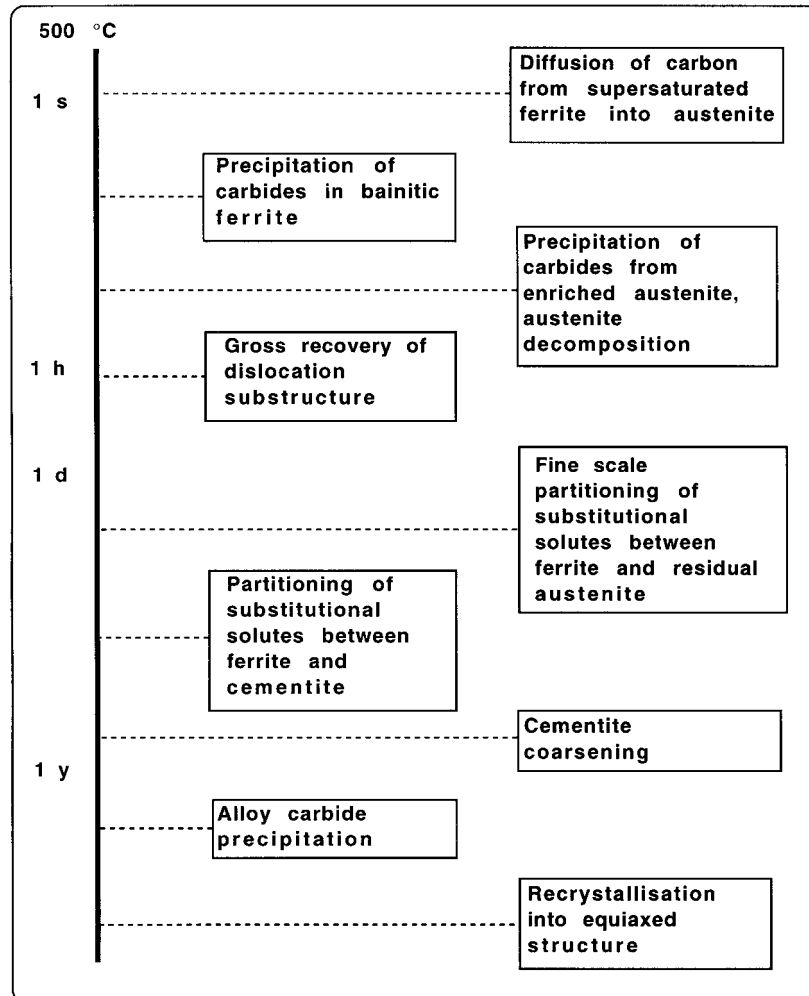 500 °C
Diffusion of carbon
from supersaturated
ferrite into austenite
1 s
Precipitation of
carbides in bainitic
ferrite
Precipitation of
carbides from
enriched austenite,
austenite
decomposition
Gross recovery of
dislocation
substructure
1 h
Fine scale
partitioning of
substitutional
solutes between
ferrite and residual
austenite
1 d
Partitioning of
substitutional
solutes between
ferrite and
cementite
Cementite
coarsening
1 y
Alloy carbide
precipitation
Recrystallisation
into equiaxed
structure